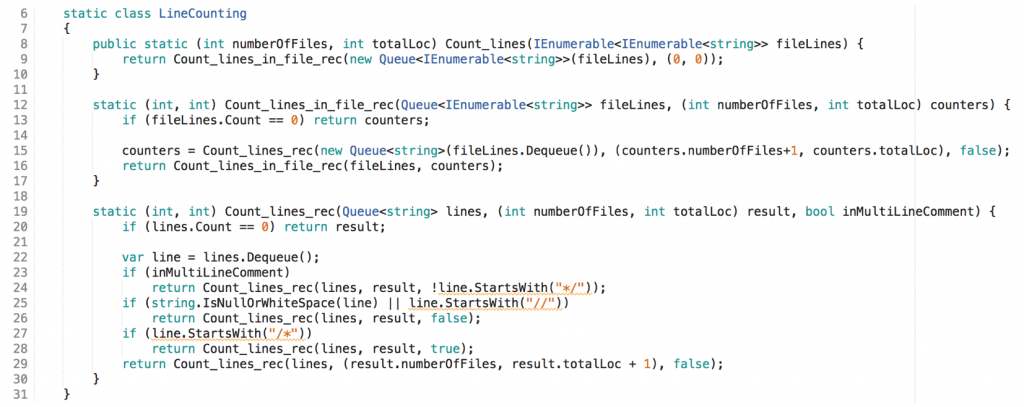 6 static class LineCounting
7 {
8     public static (int numberOfFiles, int totalLoc) Count_lines(IEnumerable<IEnumerable<string>> fileLines) {
9         return Count_lines_in_file_rec(new Queue<IEnumerable<string>>(fileLines), (0, 0));
10     }
11
12     static (int, int) Count_lines_in_file_rec(Queue<IEnumerable<string>> fileLines, (int numberOfFiles, int totalLoc) counters) {
13         if (fileLines.Count == 0) return counters;
14
15         counters = Count_lines_rec(new Queue<string>(fileLines.Dequeue()), (counters.numberOfFiles+1, counters.totalLoc), false);
16         return Count_lines_in_file_rec(fileLines, counters);
17     }
18
19     static (int, int) Count_lines_rec(Queue<string> lines, (int numberOfFiles, int totalLoc) result, bool inMultiLineComment) {
20         if (lines.Count == 0) return result;
21
22         var line = lines.Dequeue();
23         if (inMultiLineComment)
24             return Count_lines_rec(lines, result, !line.StartsWith("*/"));
25         if (string.IsNullOrWhiteSpace(line) || line.StartsWith("//"))
26             return Count_lines_rec(lines, result, false);
27         if (line.StartsWith("/*"))
28             return Count_lines_rec(lines, result, true);
29         return Count_lines_rec(lines, (result.numberOfFiles, result.totalLoc + 1), false);
30     }
31 }